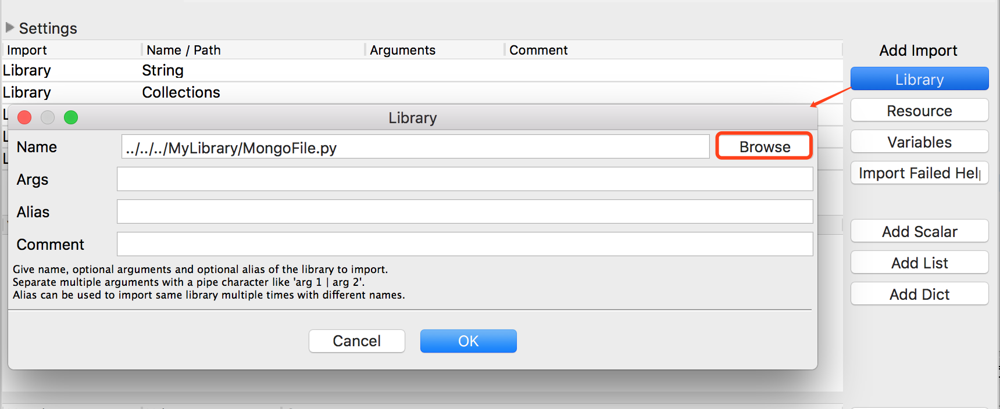 Settings
Import Name / Path Arguments Comment
Library String
Library Collections
Add Import
Library
Resource
Variables
Import Failed Hel
Add Scalar
Add List
Add Dict
Library
Name ../../../MyLibrary/MongoFile.py Browse
Args
Alias
Comment
Give name, optional arguments and optional alias of the library to import.
Separate multiple arguments with a pipe character like 'arg 1 | arg 2'.
Alias can be used to import same library multiple times with different names.
Cancel OK